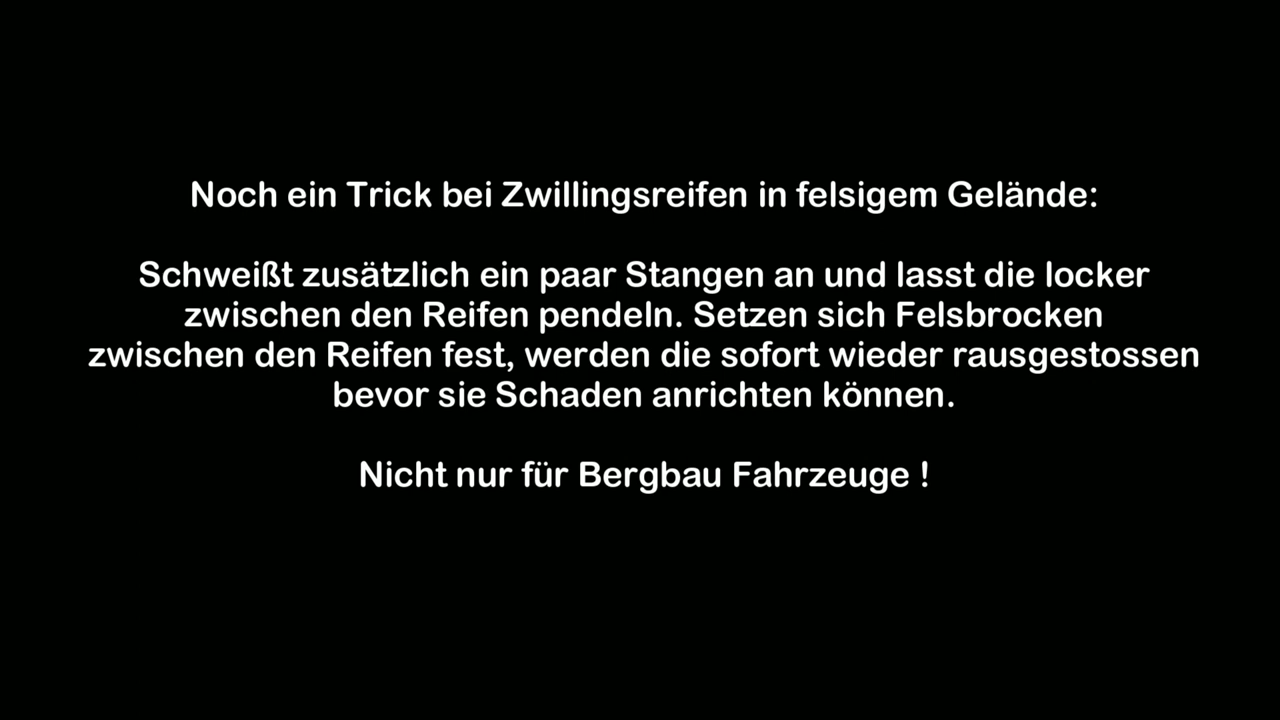 Noch ein Trick bei Zwillingsreifen in felsigem Gelände:
Schweißt zusätzlich ein paar Stangen an und lasst die locker
zwischen den Reifen pendeln. Setzen sich Felsbrocken
zwischen den Reifen fest, werden die sofort wieder rausgestossen
bevor sie Schaden anrichten können.
Nicht nur für Bergbau Fahrzeuge !